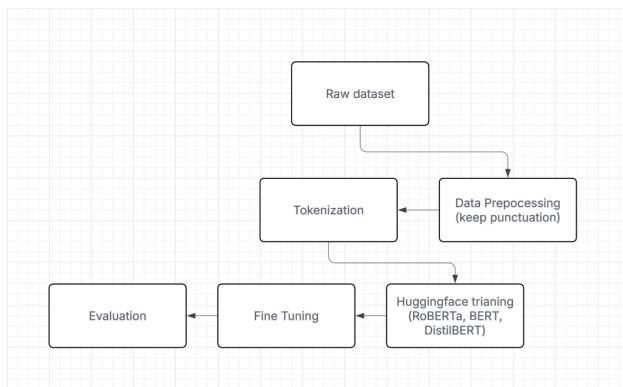 Raw dataset
Data Prepocessing
(keep punctuation)
Tokenization
Huggingface trianing
(RoBERTa, BERT,
DistilBERT)
Fine Tuning
Evaluation